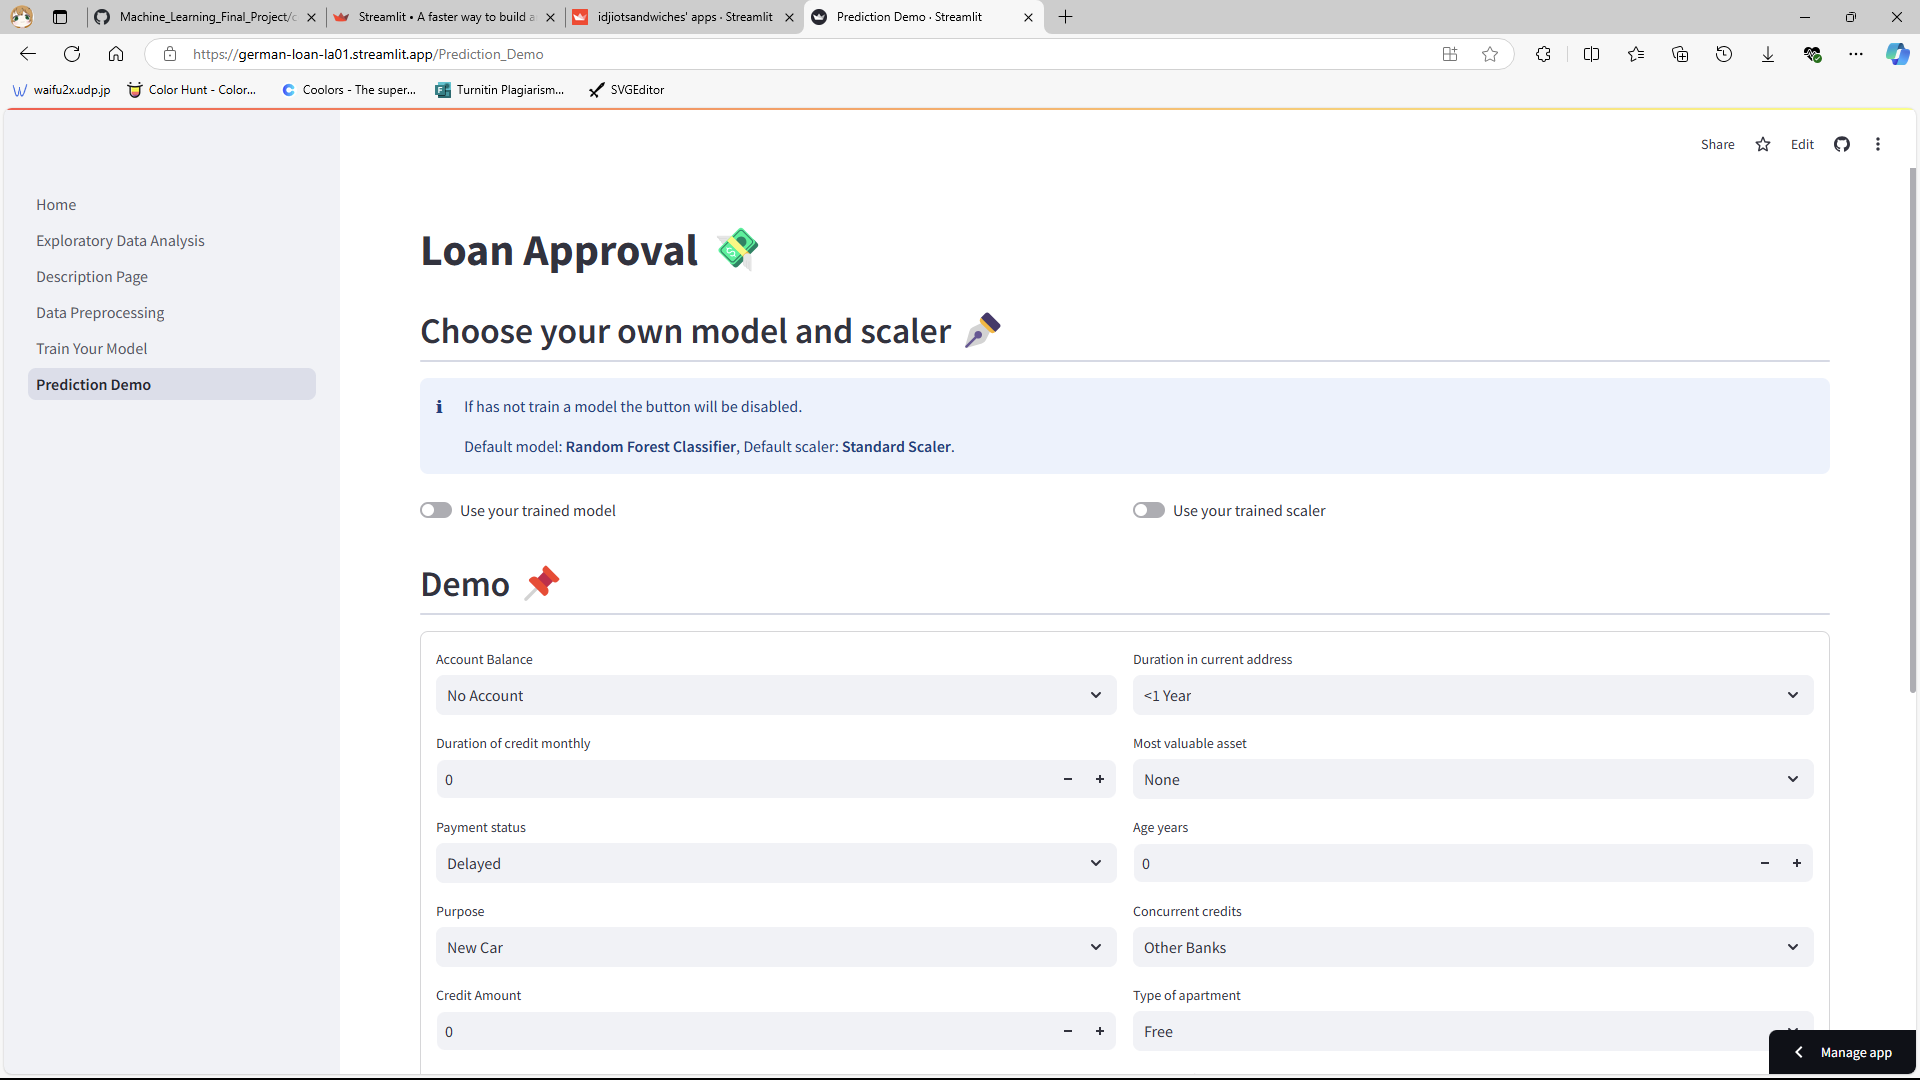 Machine_Learning_Final_Project/c
Streamlit • A faster way to build a
idjiotsandwiches' apps · Streamlit
Prediction Demo · Streamlit
https://german-loan-la01.streamlit.app/Prediction_Demo
waifu2x.udp.jp
Color Hunt - Color...
Coolors - The super...
Turnitin Plagiarism...
SVGEditor
Share
Edit
Home
Exploratory Data Analysis
Description Page
Data Preprocessing
Train Your Model
Prediction Demo
Loan Approval
Choose your own model and scaler
If has not train a model the button will be disabled.
Default model: Random Forest Classifier, Default scaler: Standard Scaler.
Use your trained model
Use your trained scaler
Demo
Account Balance
No Account
Duration in current address
<1 Year
Duration of credit monthly
0
Most valuable asset
None
Payment status
Delayed
Age years
0
Purpose
New Car
Concurrent credits
Other Banks
Credit Amount
0
Type of apartment
Free
Manage app